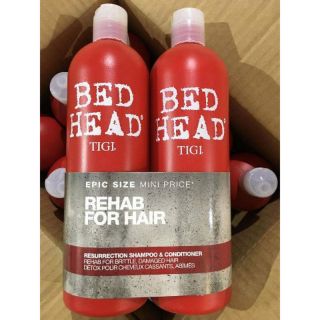 BED HEAD
TIGI
BED HEAD
TIGI
EPIC SIZE MINI PRICE*
REHAB
FOR HAIR
RESURRECTION SHAMPOO & CONDITIONER
REHAB FOR BRITTLE, DAMAGED HAIR
DÉTOX POUR CHEVEUX CASSANTS, ABÎMÉS